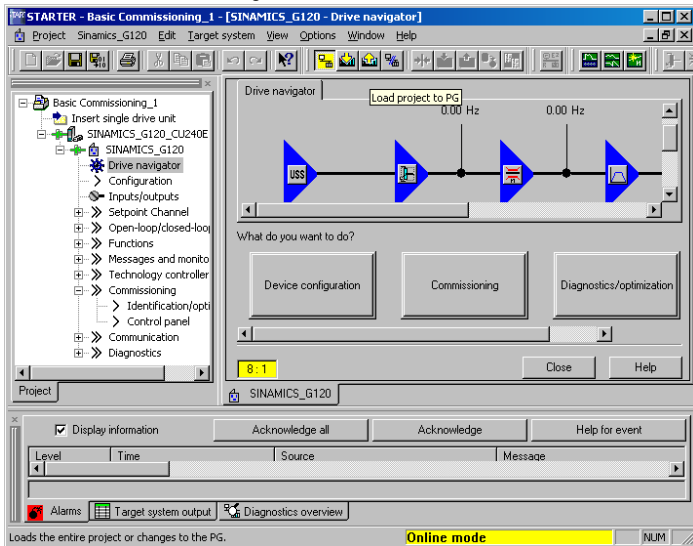 STARTER - Basic Commissioning_1 - [SINAMICS_G120 - Drive navigator]
Project Sinamics_G120 Edit Target system View Options Window Help
Drive navigator
Load project to PG
0.00 Hz 0.00 Hz
USS
Basic Commissioning_1
Insert single drive unit
SINAMICS_G120_CU240E
SINAMICS_G120
Drive navigator
Configuration
Inputs/outputs
Setpoint Channel
Open-loop/closed-loop
Functions
Messages and monito
Technology controller
Commissioning
Identification/opti
Control panel
Communication
Diagnostics
Project
What do you want to do?
Device configuration Commissioning Diagnostics/optimization
8 : 1 Close Help
SINAMICS_G120
Display information Acknowledge all Acknowledge Help for event
Level Time Source Message
Alarms Target system output Diagnostics overview
Loads the entire project or changes to the PG. Online mode NUM